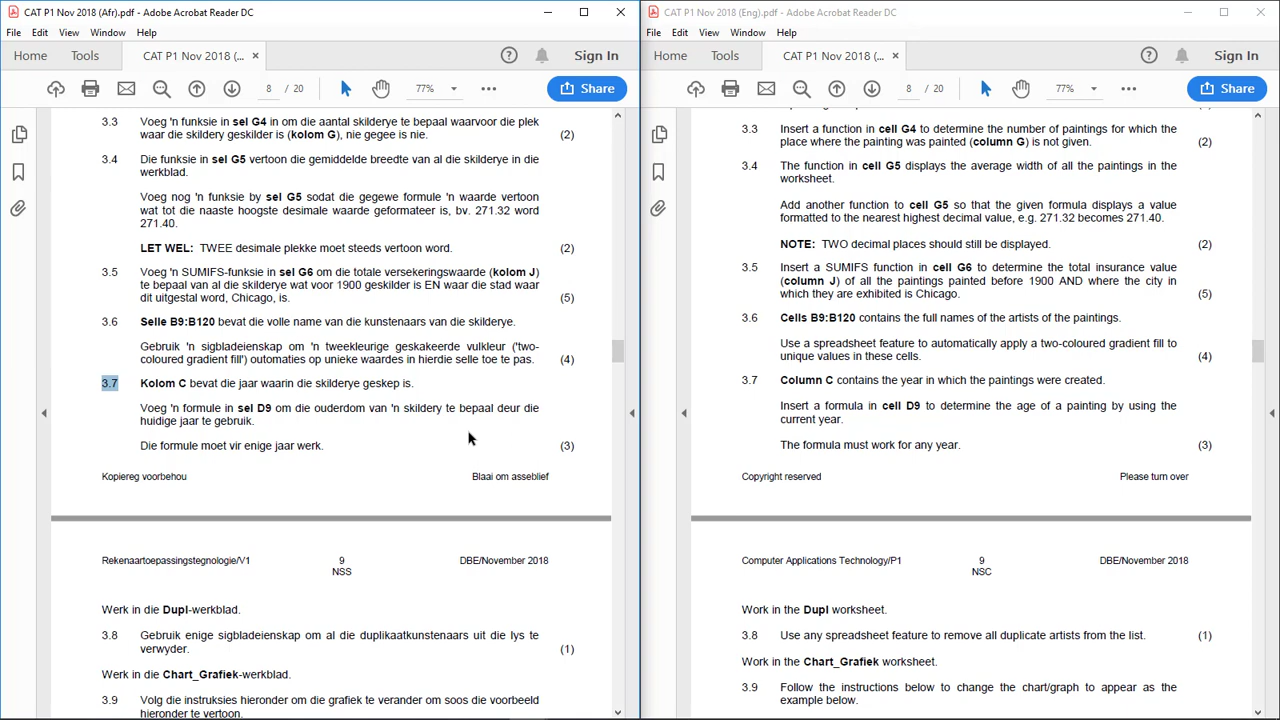 CAT P1 Nov 2018 (Afr).pdf - Adobe Acrobat Reader DC
File Edit View Window Help
Home Tools CAT P1 Nov 2018 (... × Sign In
8 / 20 77% Share
3.3 Voeg 'n funksie in sel G4 in om die aantal skilderye te bepaal waarvoor die plek
waar die skildery geskilder is (kolom G), nie gegee is nie. (2)
3.4 Die funksie in sel G5 vertoon die gemiddelde breedte van al die skilderye in die
werkblad.
Voeg nog 'n funksie by sel G5 sodat die gegewe formule 'n waarde vertoon
wat tot die naaste hoogste desimale waarde geformateer is, bv. 271.32 word
271.40.
LET WEL: TWEE desimale plekke moet steeds vertoon word. (2)
3.5 Voeg 'n SUMIFS-funksie in sel G6 om die totale versekeringswaarde (kolom J)
te bepaal van al die skilderye wat voor 1900 geskilder is EN waar die stad waar
dit uitgestal word, Chicago, is. (5)
3.6 Selle B9:B120 bevat die volle name van die kunstenaars van die skilderye.
Gebruik 'n sigbladeienskap om 'n tweekleurige geskakeerde vulkleur ('two-
coloured gradient fill') outomaties op unieke waardes in hierdie selle toe te pas. (4)
3.7 Kolom C bevat die jaar waarin die skilderye geskep is.
Voeg 'n formule in sel D9 om die ouderdom van 'n skildery te bepaal deur die
huidige jaar te gebruik.
Die formule moet vir enige jaar werk. (3)
Kopiereg voorbehou Blaai om asseblief
Rekenaartoepassingstegnologie/V1 9 DBE/November 2018
NSS
Werk in die Dupl-werkblad.
3.8 Gebruik enige sigbladeienskap om al die duplikaatkunstenaars uit die lys te
verwyder. (1)
Werk in die Chart_Grafiek-werkblad.
3.9 Volg die instruksies hieronder om die grafiek te verander om soos die voorbeeld
hieronder te vertoon.
CAT P1 Nov 2018 (Eng).pdf - Adobe Acrobat Reader DC
File Edit View Window Help
Home Tools CAT P1 Nov 2018 (... × Sign In
8 / 20 77% Share
3.3 Insert a function in cell G4 to determine the number of paintings for which the
place where the painting was painted (column G) is not given. (2)
3.4 The function in cell G5 displays the average width of all the paintings in the
worksheet.
Add another function to cell G5 so that the given formula displays a value
formatted to the nearest highest decimal value, e.g. 271.32 becomes 271.40.
NOTE: TWO decimal places should still be displayed. (2)
3.5 Insert a SUMIFS function in cell G6 to determine the total insurance value
(column J) of all the paintings painted before 1900 AND where the city in
which they are exhibited is Chicago. (5)
3.6 Cells B9:B120 contains the full names of the artists of the paintings.
Use a spreadsheet feature to automatically apply a two-coloured gradient fill to
unique values in these cells. (4)
3.7 Column C contains the year in which the paintings were created.
Insert a formula in cell D9 to determine the age of a painting by using the
current year.
The formula must work for any year. (3)
Copyright reserved Please turn over
Computer Applications Technology/P1 9 DBE/November 2018
NSC
Work in the Dupl worksheet.
3.8 Use any spreadsheet feature to remove all duplicate artists from the list. (1)
Work in the Chart_Grafiek worksheet.
3.9 Follow the instructions below to change the chart/graph to appear as the
example below.